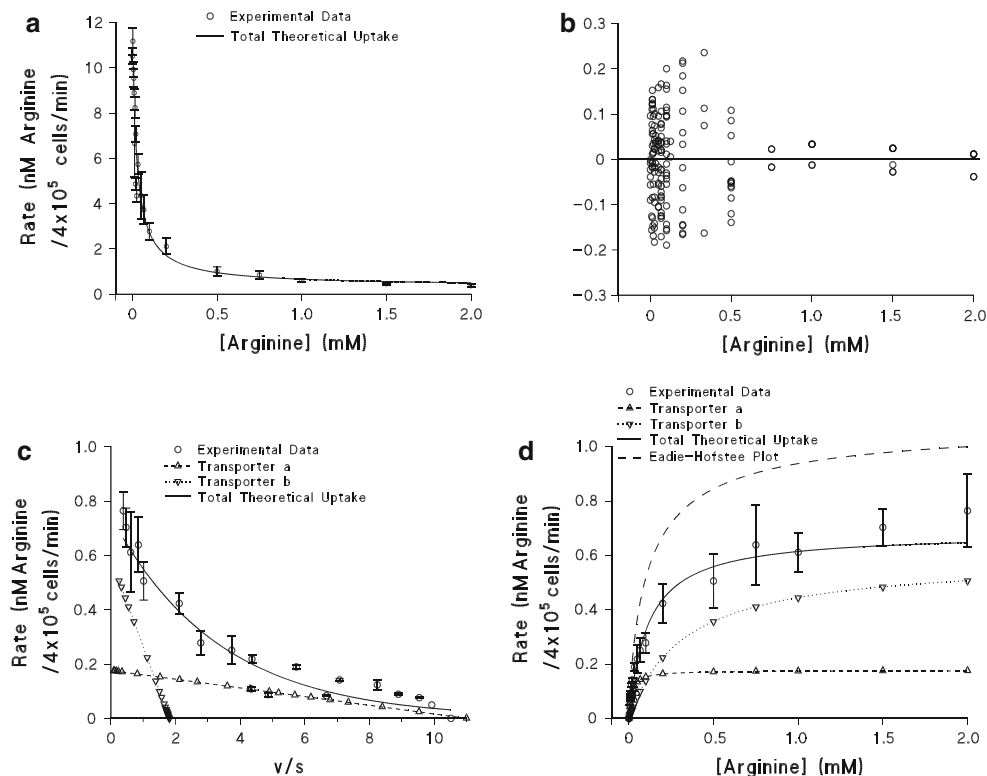 a
Experimental Data
Total Theoretical Uptake
12
10
8
6
4
2
0
Rate (nM Arginine
/4x10⁵ cells/min)
0
0.5
1.0
1.5
2.0
[Arginine] (mM)
b
0.3
0.2
0.1
0
−0.1
−0.2
−0.3
0
0.5
1.0
1.5
2.0
[Arginine] (mM)
c
Experimental Data
Transporter a
Transporter b
Total Theoretical Uptake
1.0
0.8
0.6
0.4
0.2
0
Rate (nM Arginine
/4x10⁵ cells/min)
0
2
4
6
8
10
v/s
Experimental Data
Transporter a
Transporter b
Total Theoretical Uptake
Eadie-Hofstee Plot
d
1.0
0.8
0.6
0.4
0.2
0
Rate (nM Arginine
/4x10⁵ cells/min)
0
0.5
1.0
1.5
2.0
[Arginine] (mM)